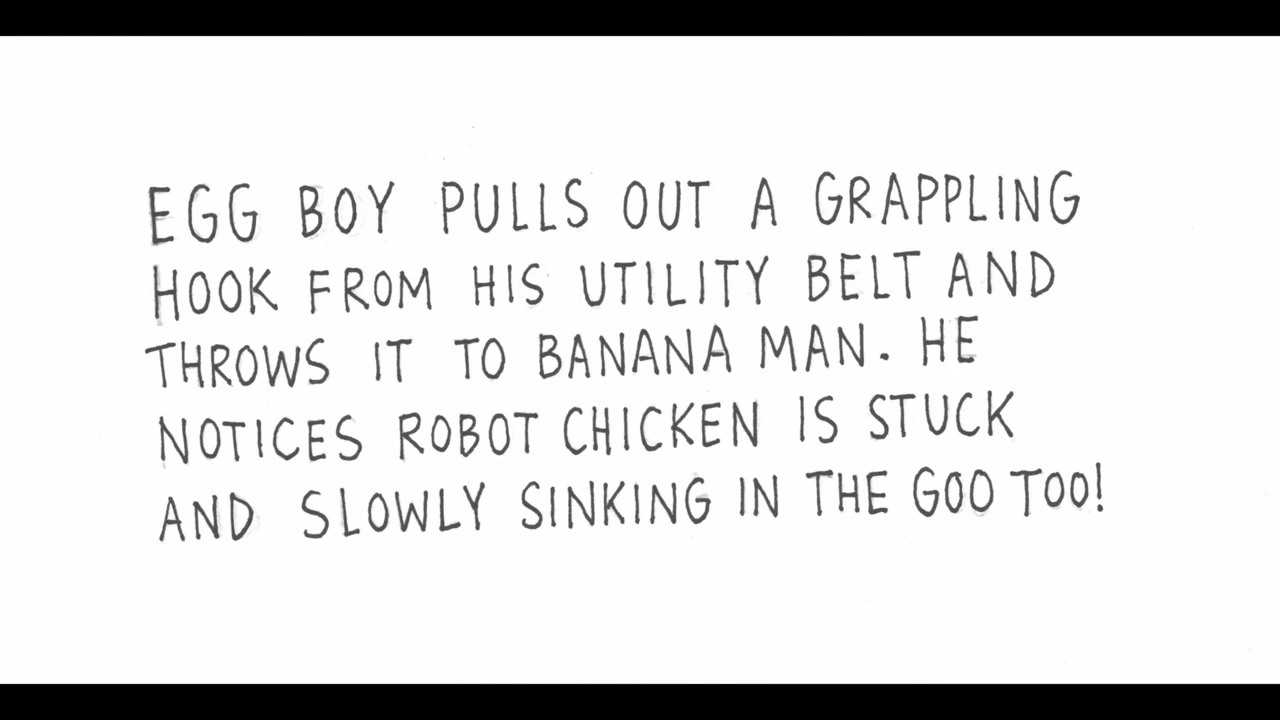 EGG BOY PULLS OUT A GRAPPLING
HOOK FROM HIS UTILITY BELT AND
THROWS IT TO BANANA MAN. HE
NOTICES ROBOT CHICKEN IS STUCK
AND SLOWLY SINKING IN THE GOO TOO!